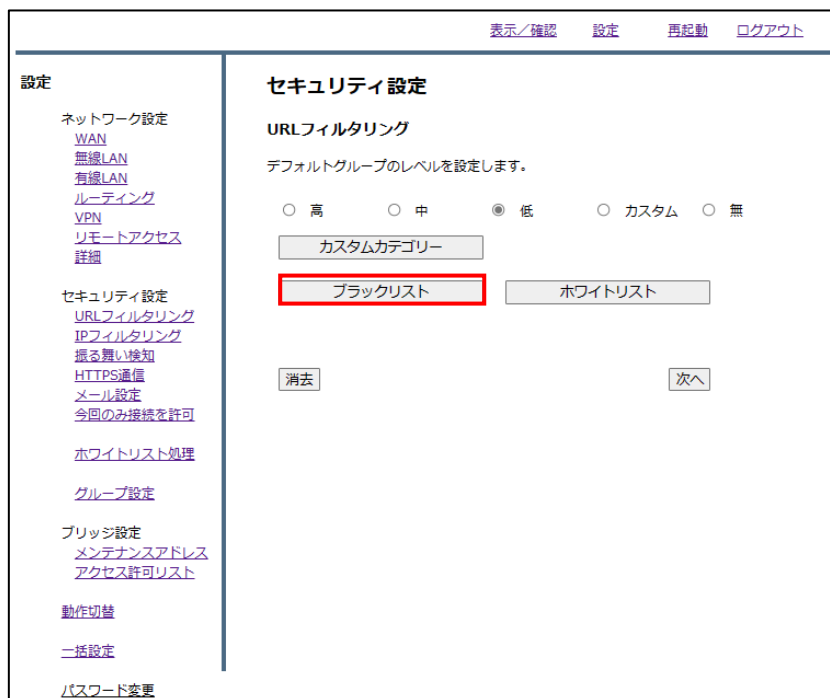 表示／確認 設定 再起動 ログアウト
設定
ネットワーク設定
WAN
無線LAN
有線LAN
ルーティング
VPN
リモートアクセス
詳細
セキュリティ設定
URLフィルタリング
IPフィルタリング
振る舞い検知
HTTPS通信
メール設定
今回のみ接続を許可
ホワイトリスト処理
グループ設定
ブリッジ設定
メンテナンスアドレス
アクセス許可リスト
動作切替
一括設定
パスワード変更
セキュリティ設定
URLフィルタリング
デフォルトグループのレベルを設定します。
高 中 低 カスタム 無
カスタムカテゴリー
ブラックリスト ホワイトリスト
消去 次へ